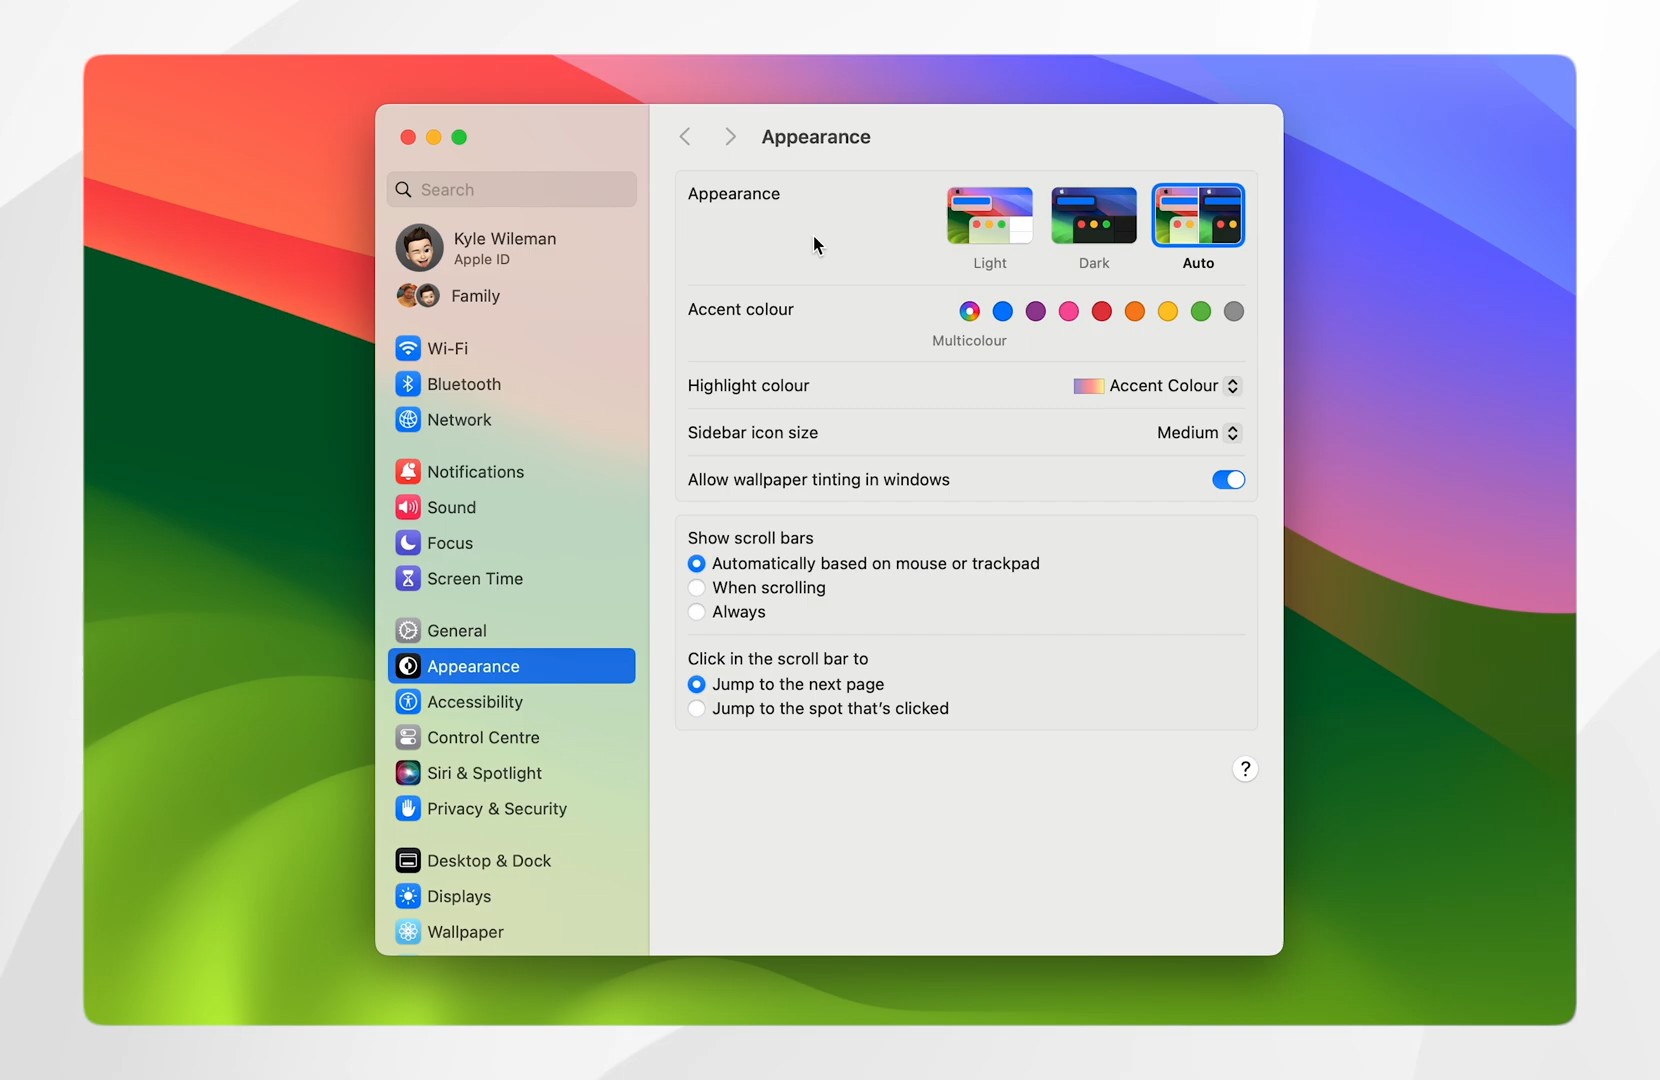 Search
Kyle Wileman
Apple ID
Family
Wi-Fi
Bluetooth
Network
Notifications
Sound
Focus
Screen Time
General
Appearance
Accessibility
Control Centre
Siri & Spotlight
Privacy & Security
Desktop & Dock
Displays
Wallpaper
Appearance
Appearance
Light
Dark
Auto
Accent colour
Multicolour
Highlight colour
Accent Colour
Sidebar icon size
Medium
Allow wallpaper tinting in windows
Show scroll bars
Automatically based on mouse or trackpad
When scrolling
Always
Click in the scroll bar to
Jump to the next page
Jump to the spot that's clicked
?